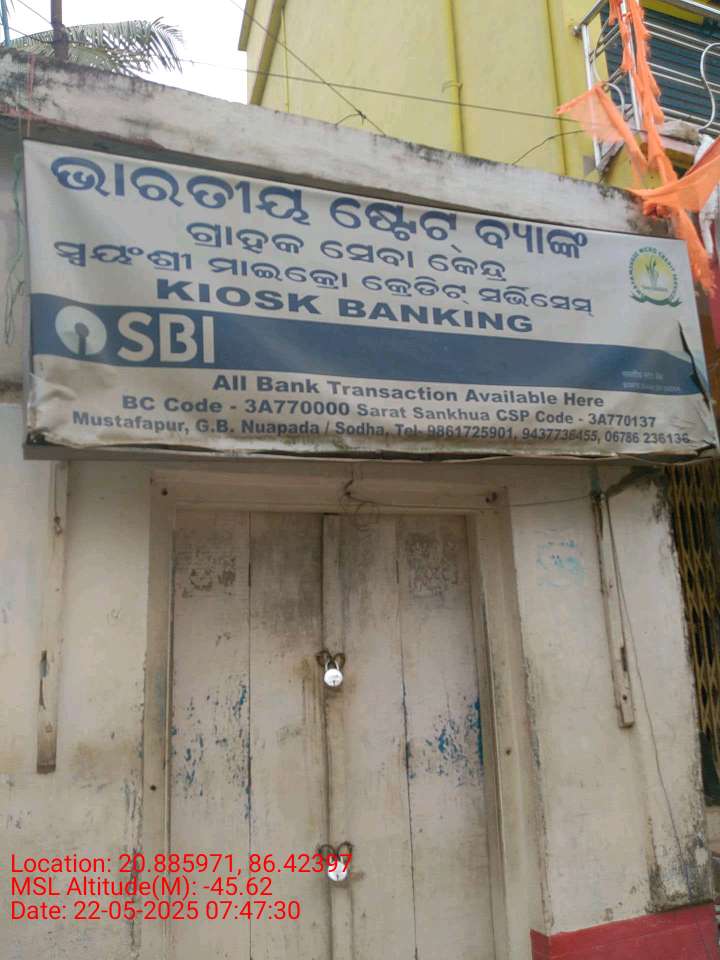 ଭାରତୀୟ ଷ୍ଟେଟ୍ ବ୍ୟାଙ୍କ
ଗ୍ରାହକ ସେବା କେନ୍ଦ୍ର
ସ୍ୱୟଂଶ୍ରୀ ମାଇକ୍ରୋ କ୍ରେଡିଟ୍ ସର୍ଭିସେସ୍
KIOSK BANKING
SBI
All Bank Transaction Available Here
BC Code - 3A770000 Sarat Sankhua CSP Code - 3A770137
Mustafapur, G.B. Nuapada / Sodha, Tel- 9861725901, 9437736455, 06786 236136
Location: 20.885971, 86.42397
MSL Altitude(M): -45.62
Date: 22-05-2025 07:47:30